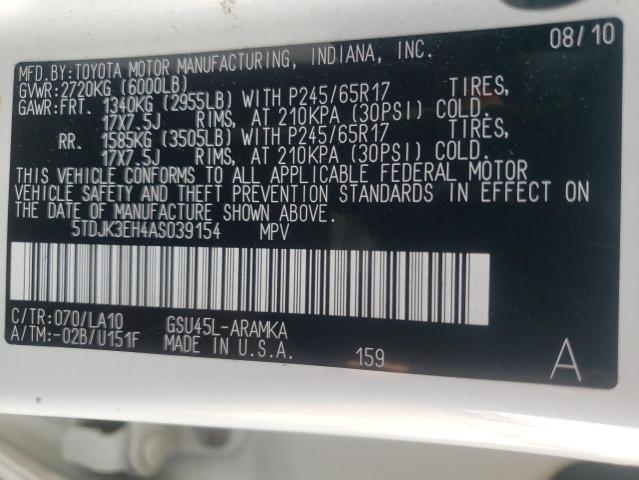 MFD.BY:TOYOTA MOTOR MANUFACTURING, INDIANA, INC. 08/10
GVWR:2720KG (6000LB)
GAWR:FRT. 1340KG (2955LB) WITH P245/65R17 TIRES,
17X7.5J RIMS, AT 210KPA (30PSI) COLD.
RR. 1585KG (3505LB) WITH P245/65R17 TIRES,
17X7.5J RIMS, AT 210KPA (30PSI) COLD.
THIS VEHICLE CONFORMS TO ALL APPLICABLE FEDERAL MOTOR
VEHICLE SAFETY AND THEFT PREVENTION STANDARDS IN EFFECT ON
THE DATE OF MANUFACTURE SHOWN ABOVE.
5TDJK3EH4AS039154 MPV
C/TR:070/LA10 GSU45L-ARAMKA
A/TM:-02B/U151F MADE IN U.S.A. 159 A